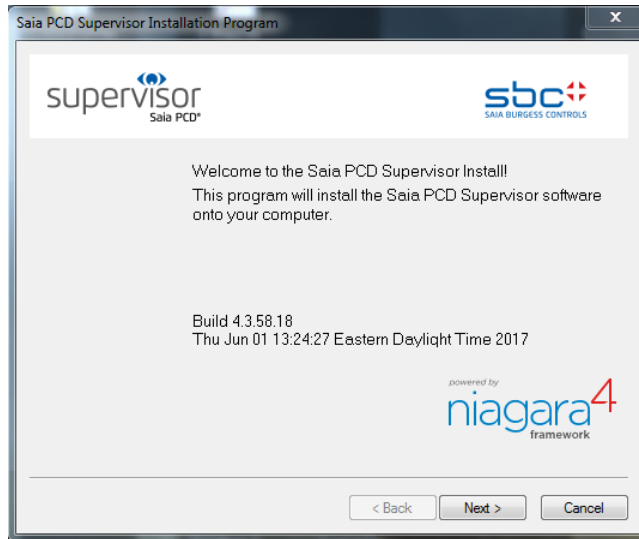 Saia PCD Supervisor Installation Program
x
supervisor
Saia PCD®
sbc
SAIA BURGESS CONTROLS
Welcome to the Saia PCD Supervisor Install!
This program will install the Saia PCD Supervisor software
onto your computer.
Build 4.3.58.18
Thu Jun 01 13:24:27 Eastern Daylight Time 2017
powered by
niagara4
framework
< Back
Next >
Cancel